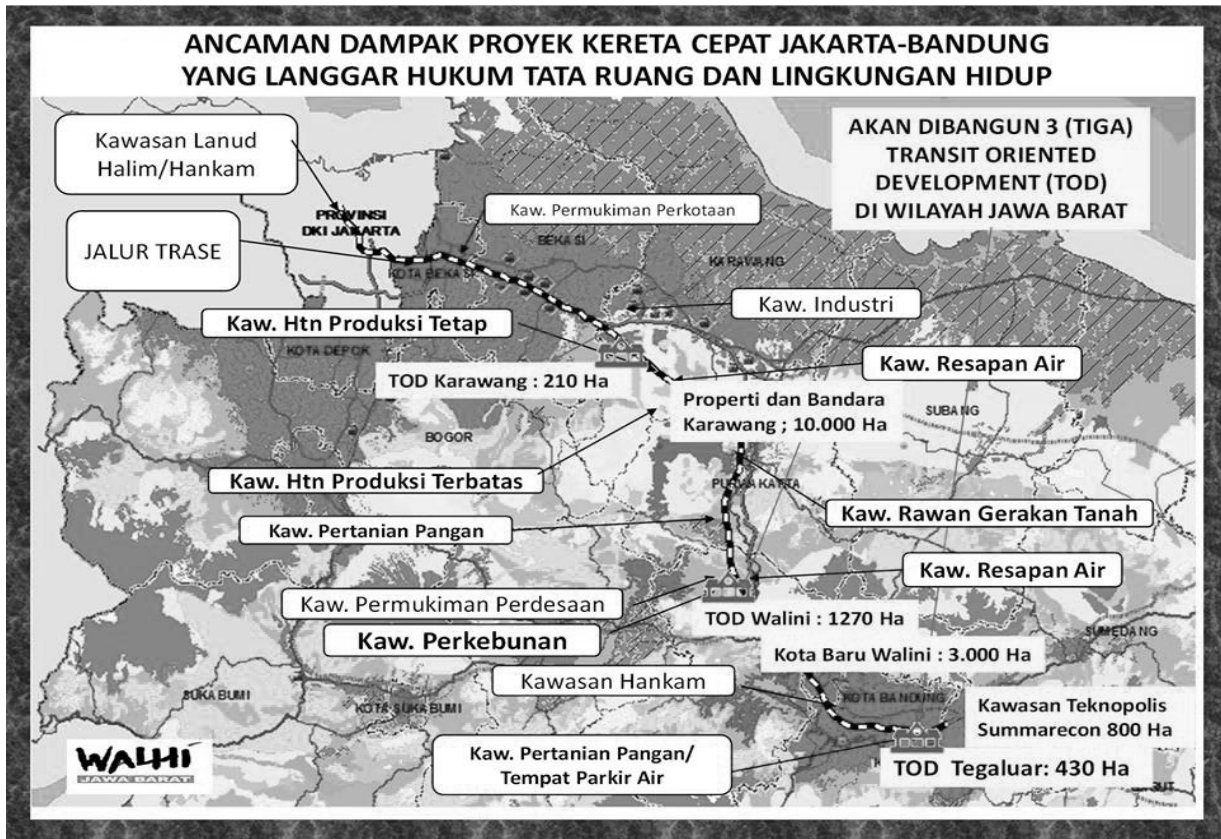 ANCAMAN DAMPAK PROYEK KERETA CEPAT JAKARTA-BANDUNG
YANG LANGGAR HUKUM TATA RUANG DAN LINGKUNGAN HIDUP
Kawasan Lanud
Halim/Hankam
AKAN DIBANGUN 3 (TIGA)
TRANSIT ORIENTED
DEVELOPMENT (TOD)
DI WILAYAH JAWA BARAT
PROVINSI
DKI JAKARTA
Kaw. Permukiman Perkotaan
JALUR TRASE
BEKASI
KOTA BEKASI
KARAWANG
Kaw. Industri
Kaw. Htn Produksi Tetap
KOTA DEPOK
Kaw. Resapan Air
TOD Karawang : 210 Ha
Properti dan Bandara
Karawang ; 10.000 Ha
SUBANG
BOGOR
Kaw. Htn Produksi Terbatas
PURWAKARTA
Kaw. Rawan Gerakan Tanah
Kaw. Pertanian Pangan
Kaw. Resapan Air
Kaw. Permukiman Perdesaan
TOD Walini : 1270 Ha
Kaw. Perkebunan
SUMEDANG
Kota Baru Walini : 3.000 Ha
Kawasan Hankam
SUKABUMI
KOTA SUKABUMI
KOTA BANDUNG
Kawasan Teknopolis
Summarecon 800 Ha
WALHI
JAWA BARAT
Kaw. Pertanian Pangan/
Tempat Parkir Air
TOD Tegaluar: 430 Ha